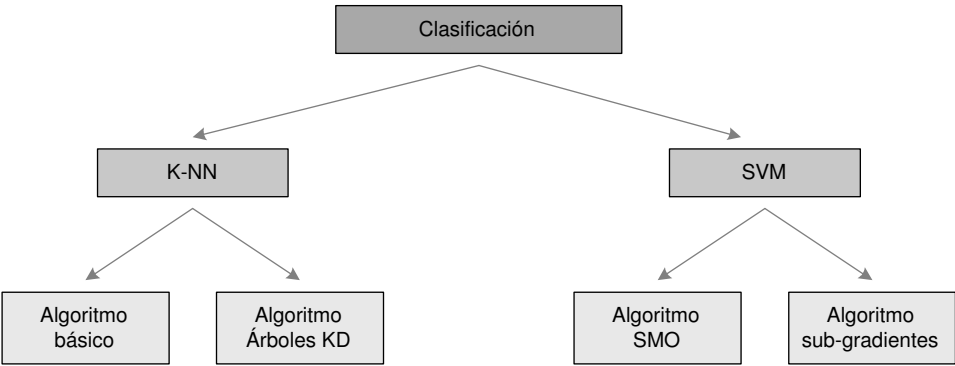 Clasificación
K-NN
SVM
Algoritmo
básico
Algoritmo
Árboles KD
Algoritmo
SMO
Algoritmo
sub-gradientes